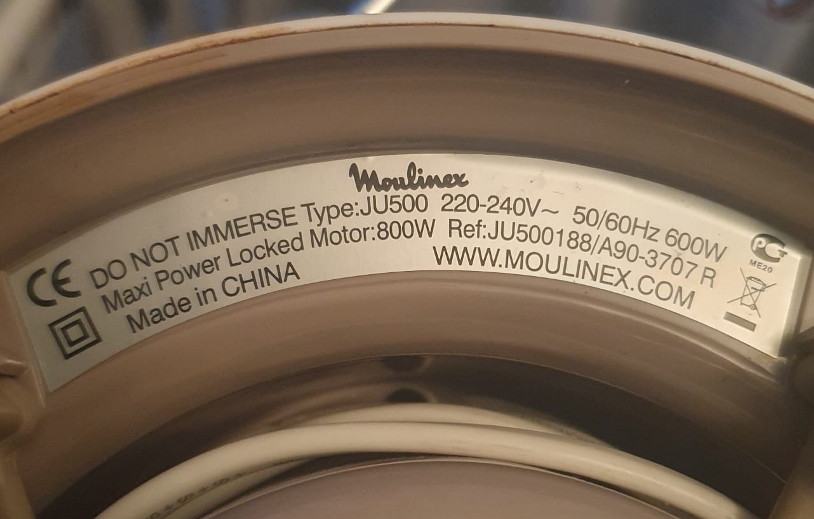 Moulinex
CE DO NOT IMMERSE Type:JU500 220-240V~ 50/60Hz 600W
Maxi Power Locked Motor:800W Ref:JU500188/A90-3707 R
Made in CHINA WWW.MOULINEX.COM
ME20